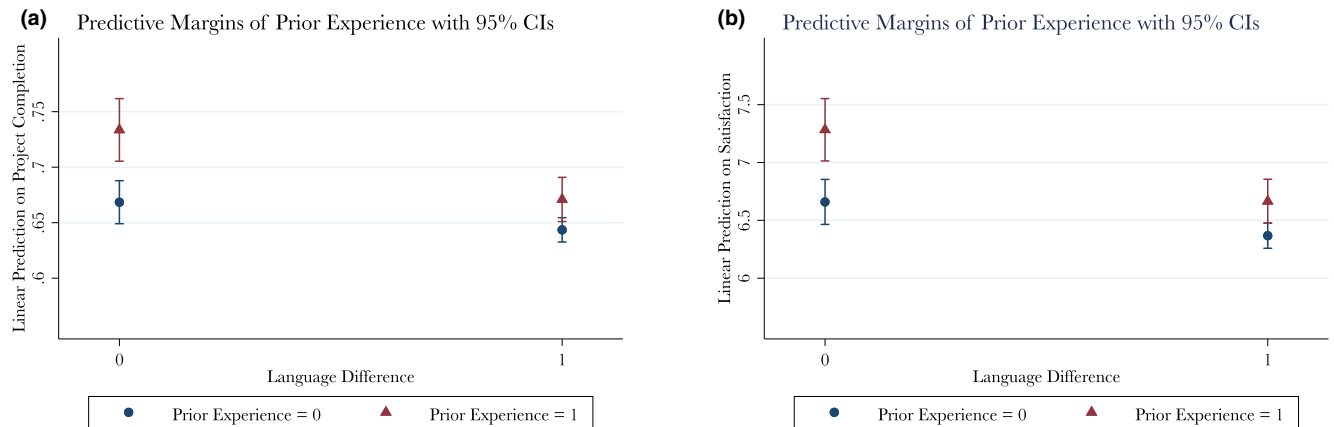 (a) Predictive Margins of Prior Experience with 95% CIs
Linear Prediction on Project Completion
.75
.7
.65
.6
0 1
Language Difference
Prior Experience = 0 Prior Experience = 1
(b) Predictive Margins of Prior Experience with 95% CIs
Linear Prediction on Satisfaction
7.5
7
6.5
6
0 1
Language Difference
Prior Experience = 0 Prior Experience = 1